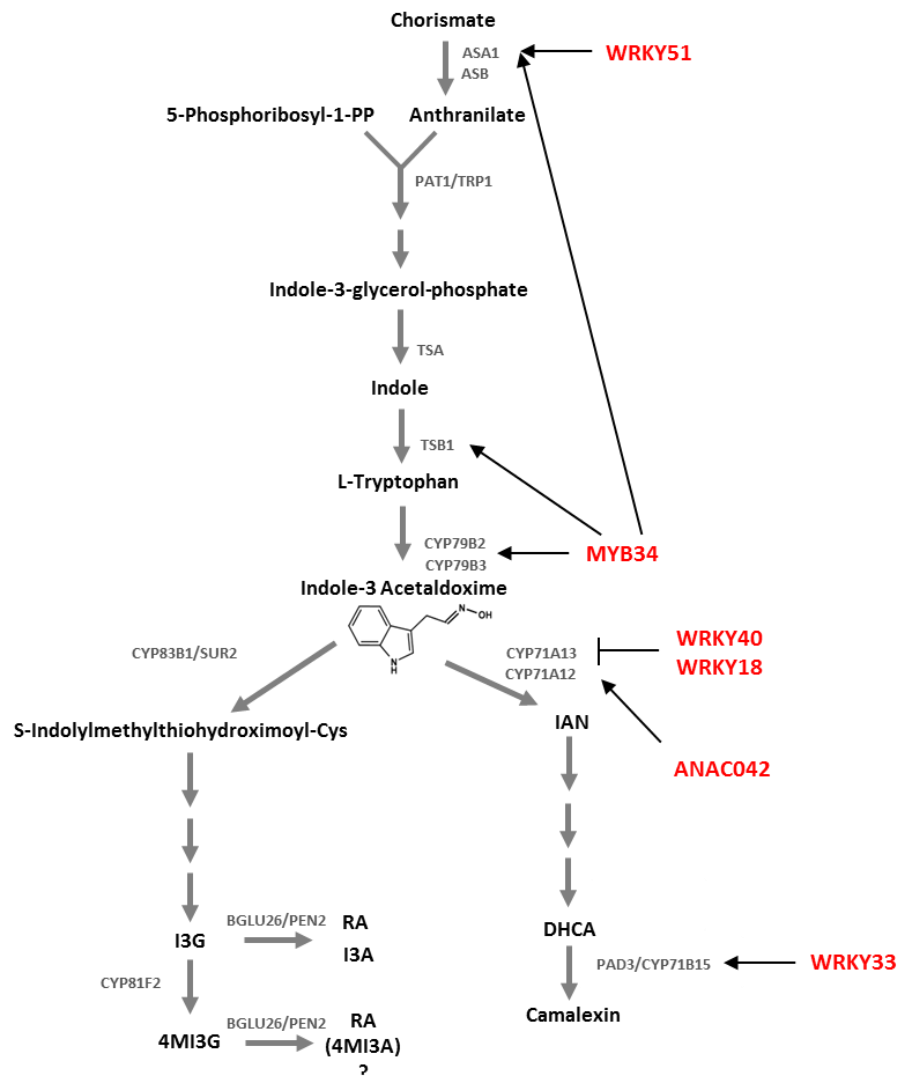 Chorismate
ASA1
ASB
WRKY51
5-Phosphoribosyl-1-PP
Anthranilate
PAT1/TRP1
Indole-3-glycerol-phosphate
TSA
Indole
TSB1
L-Tryptophan
CYP79B2
CYP79B3
MYB34
Indole-3 Acetaldoxime
N
OH
N
H
CYP83B1/SUR2
CYP71A13
CYP71A12
WRKY40
WRKY18
S-Indolylmethylthiohydroximoyl-Cys
IAN
ANAC042
BGLU26/PEN2
RA
I3A
I3G
DHCA
CYP81F2
PAD3/CYP71B15
WRKY33
4MI3G
BGLU26/PEN2
RA
(4MI3A)
?
Camalexin